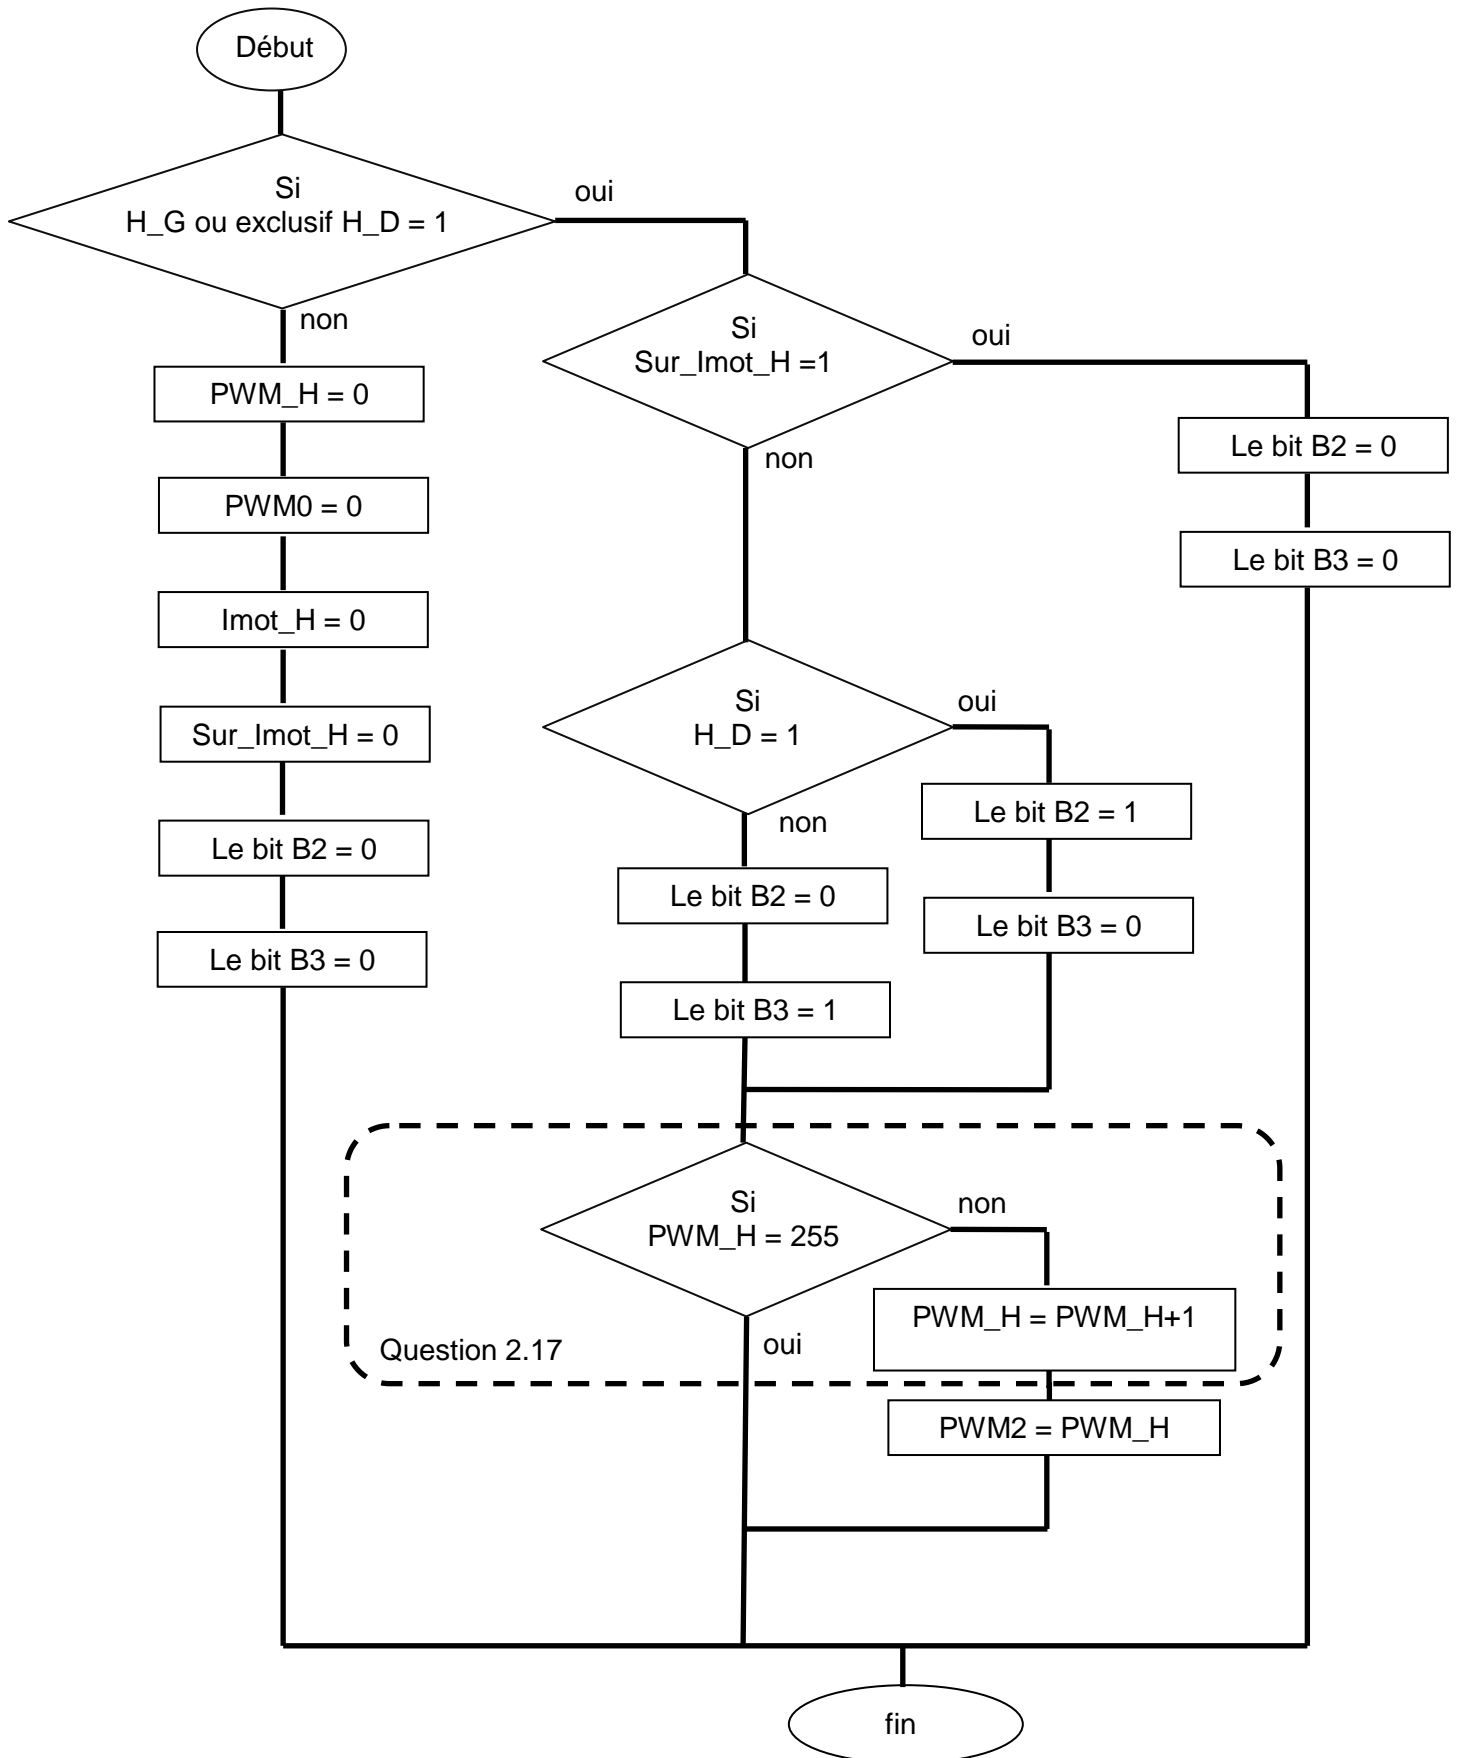 Début
Si
H_G ou exclusif H_D = 1
oui
non
PWM_H = 0
PWM0 = 0
Imot_H = 0
Sur_Imot_H = 0
Le bit B2 = 0
Le bit B3 = 0
Si
Sur_Imot_H =1
oui
non
Le bit B2 = 0
Le bit B3 = 0
Si
H_D = 1
oui
non
Le bit B2 = 1
Le bit B3 = 0
Le bit B2 = 0
Le bit B3 = 1
Si
PWM_H = 255
non
oui
PWM_H = PWM_H+1
Question 2.17
PWM2 = PWM_H
fin